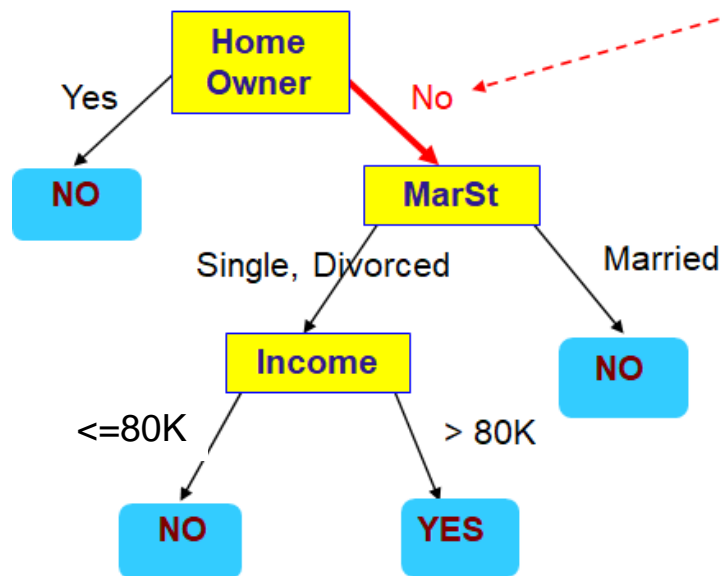 Home
Owner
Yes
No
NO
MarSt
Single, Divorced
Married
Income
NO
<=80K
> 80K
NO
YES